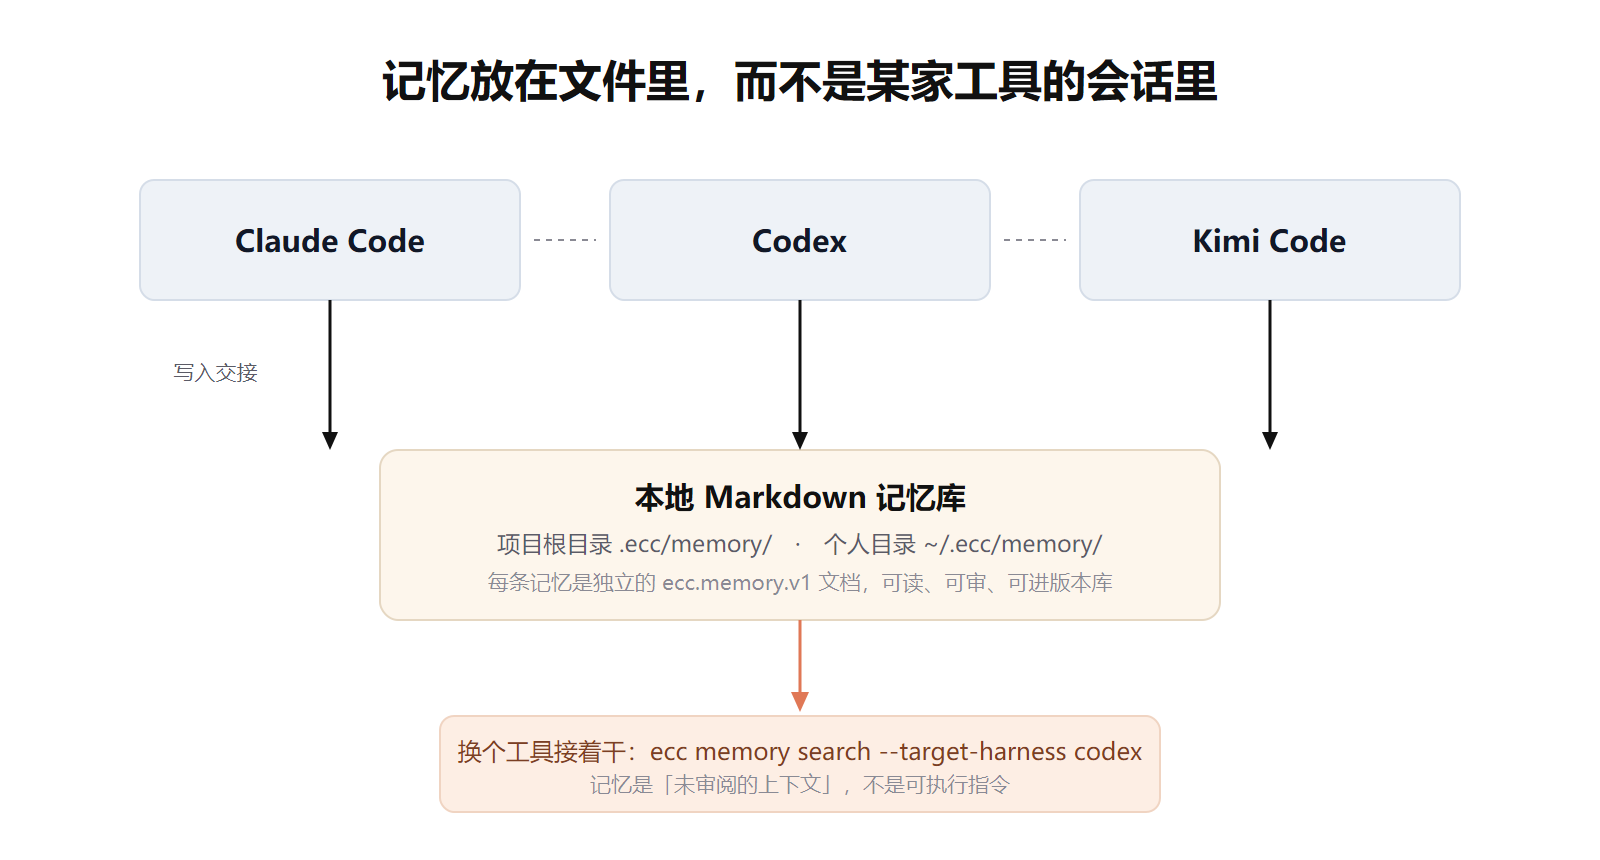 记忆放在文件里，而不是某家工具的会话里
Claude Code
Codex
Kimi Code
写入交接
本地 Markdown 记忆库
项目根目录 .ecc/memory/ · 个人目录 ~/.ecc/memory/
每条记忆是独立的 ecc.memory.v1 文档，可读、可审、可进版本库
换个工具接着干：ecc memory search --target-harness codex
记忆是「未审阅的上下文」，不是可执行指令